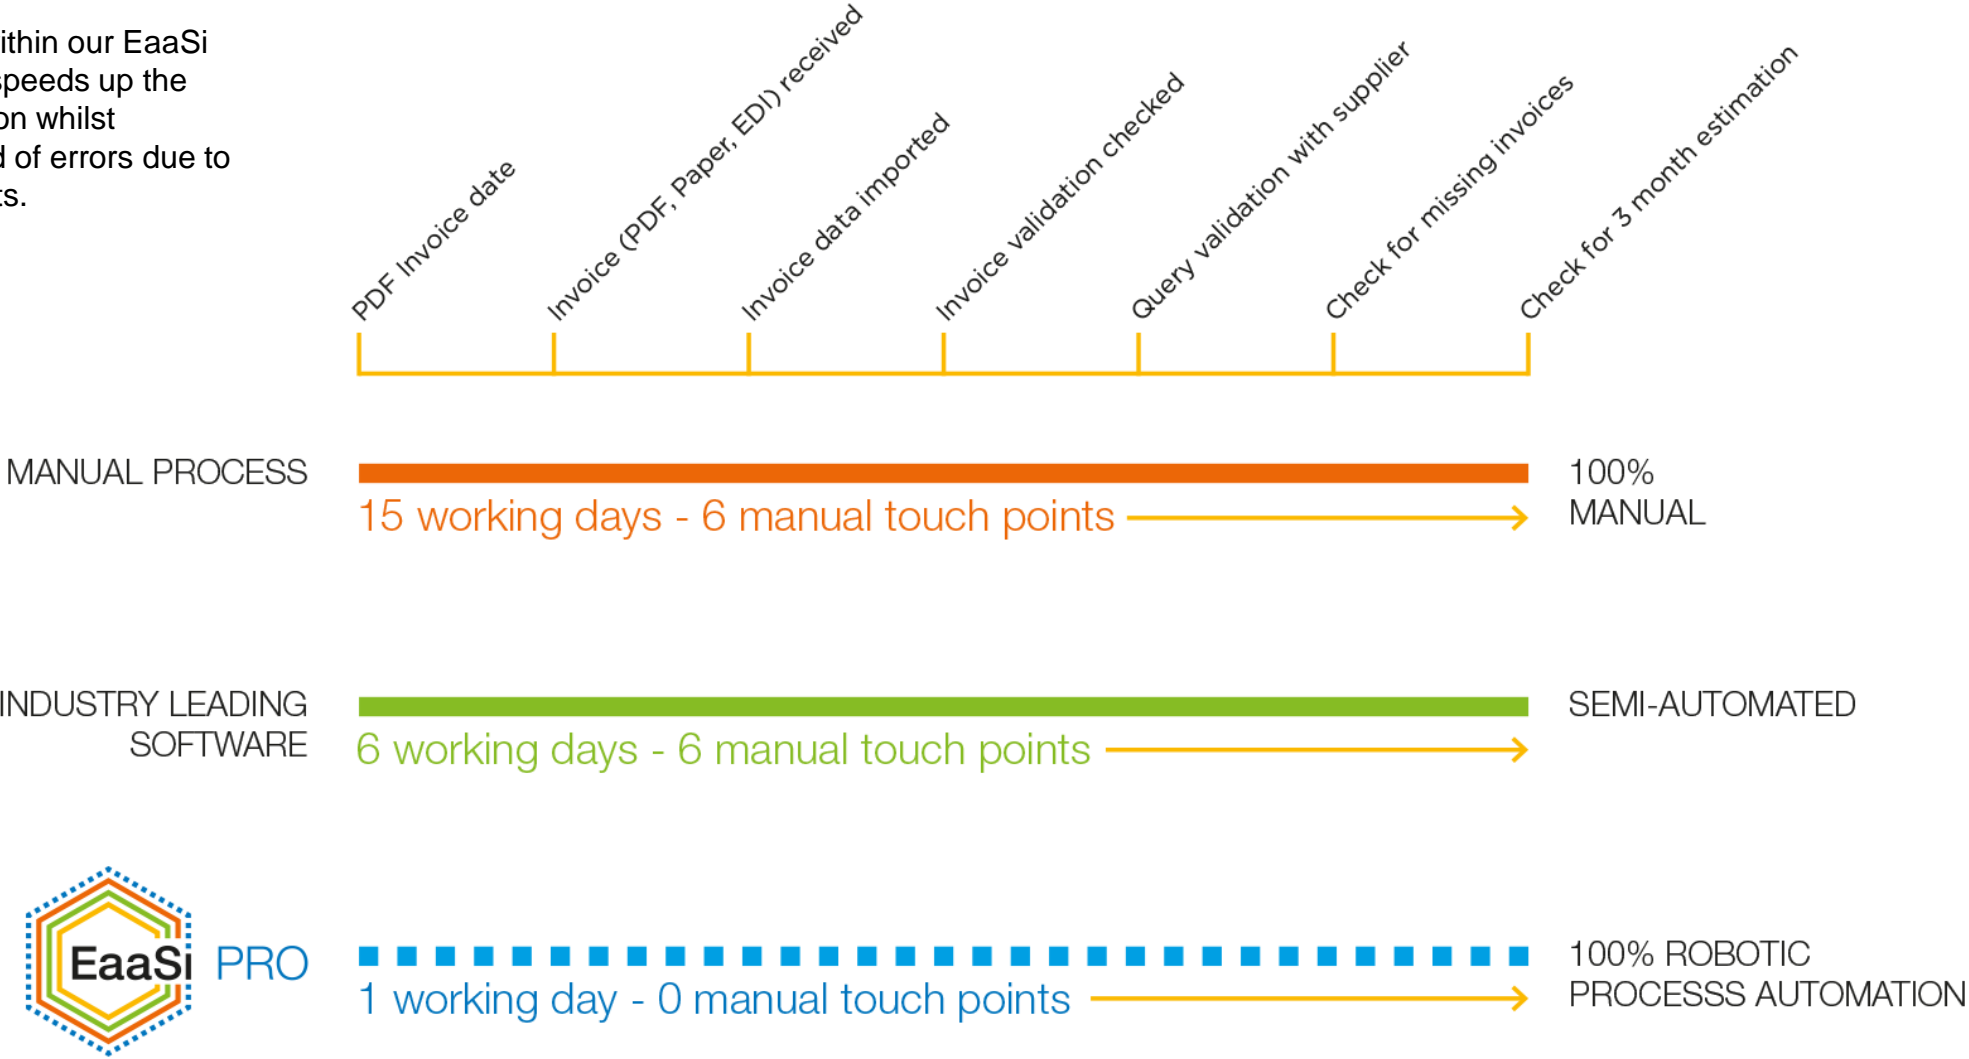 ithin our EaaSi
speeds up the
on whilst
d of errors due to
ts.
PDF Invoice date
Invoice (PDF, Paper, EDI) received
Invoice data imported
Invoice validation checked
Query validation with supplier
Check for missing invoices
Check for 3 month estimation
MANUAL PROCESS
15 working days - 6 manual touch points
100%
MANUAL
INDUSTRY LEADING
SOFTWARE
6 working days - 6 manual touch points
SEMI-AUTOMATED
EaaSi PRO
1 working day - 0 manual touch points
100% ROBOTIC
PROCESSS AUTOMATION